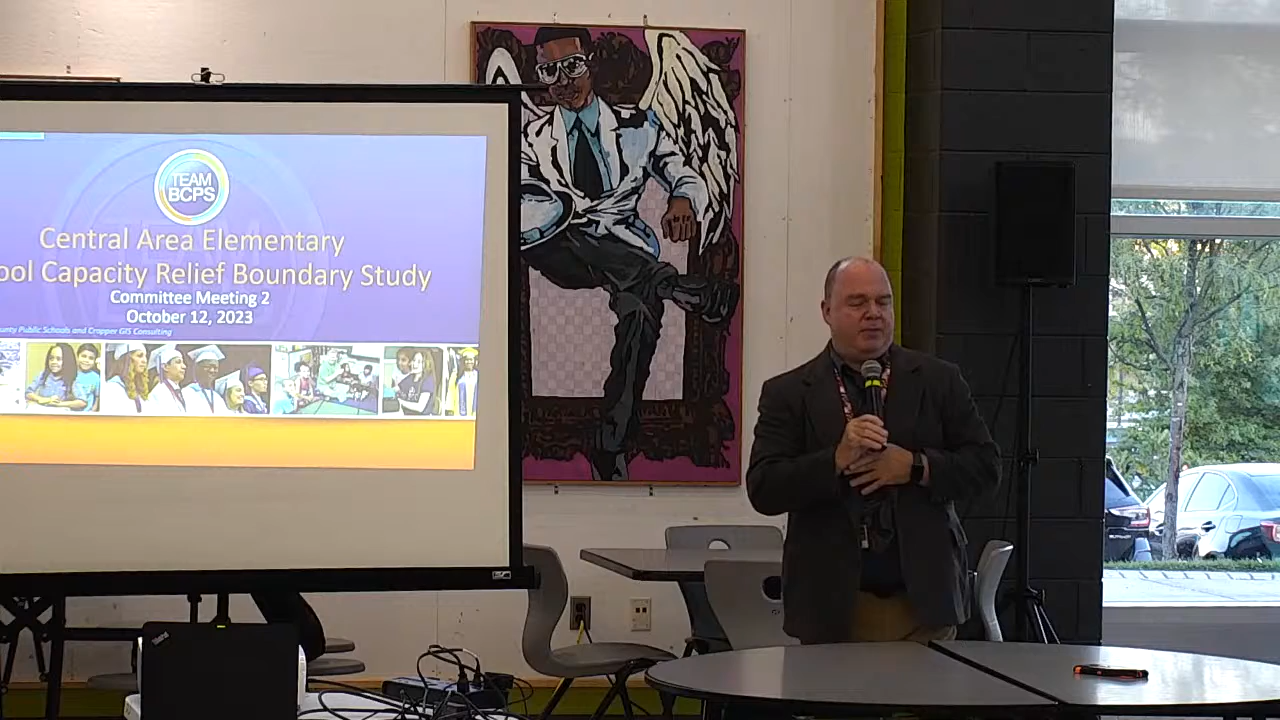 TEAM
BCPS
Central Area Elementary
ool Capacity Relief Boundary Study
Committee Meeting 2
October 12, 2023
unty Public Schools and Cropper GIS Consulting